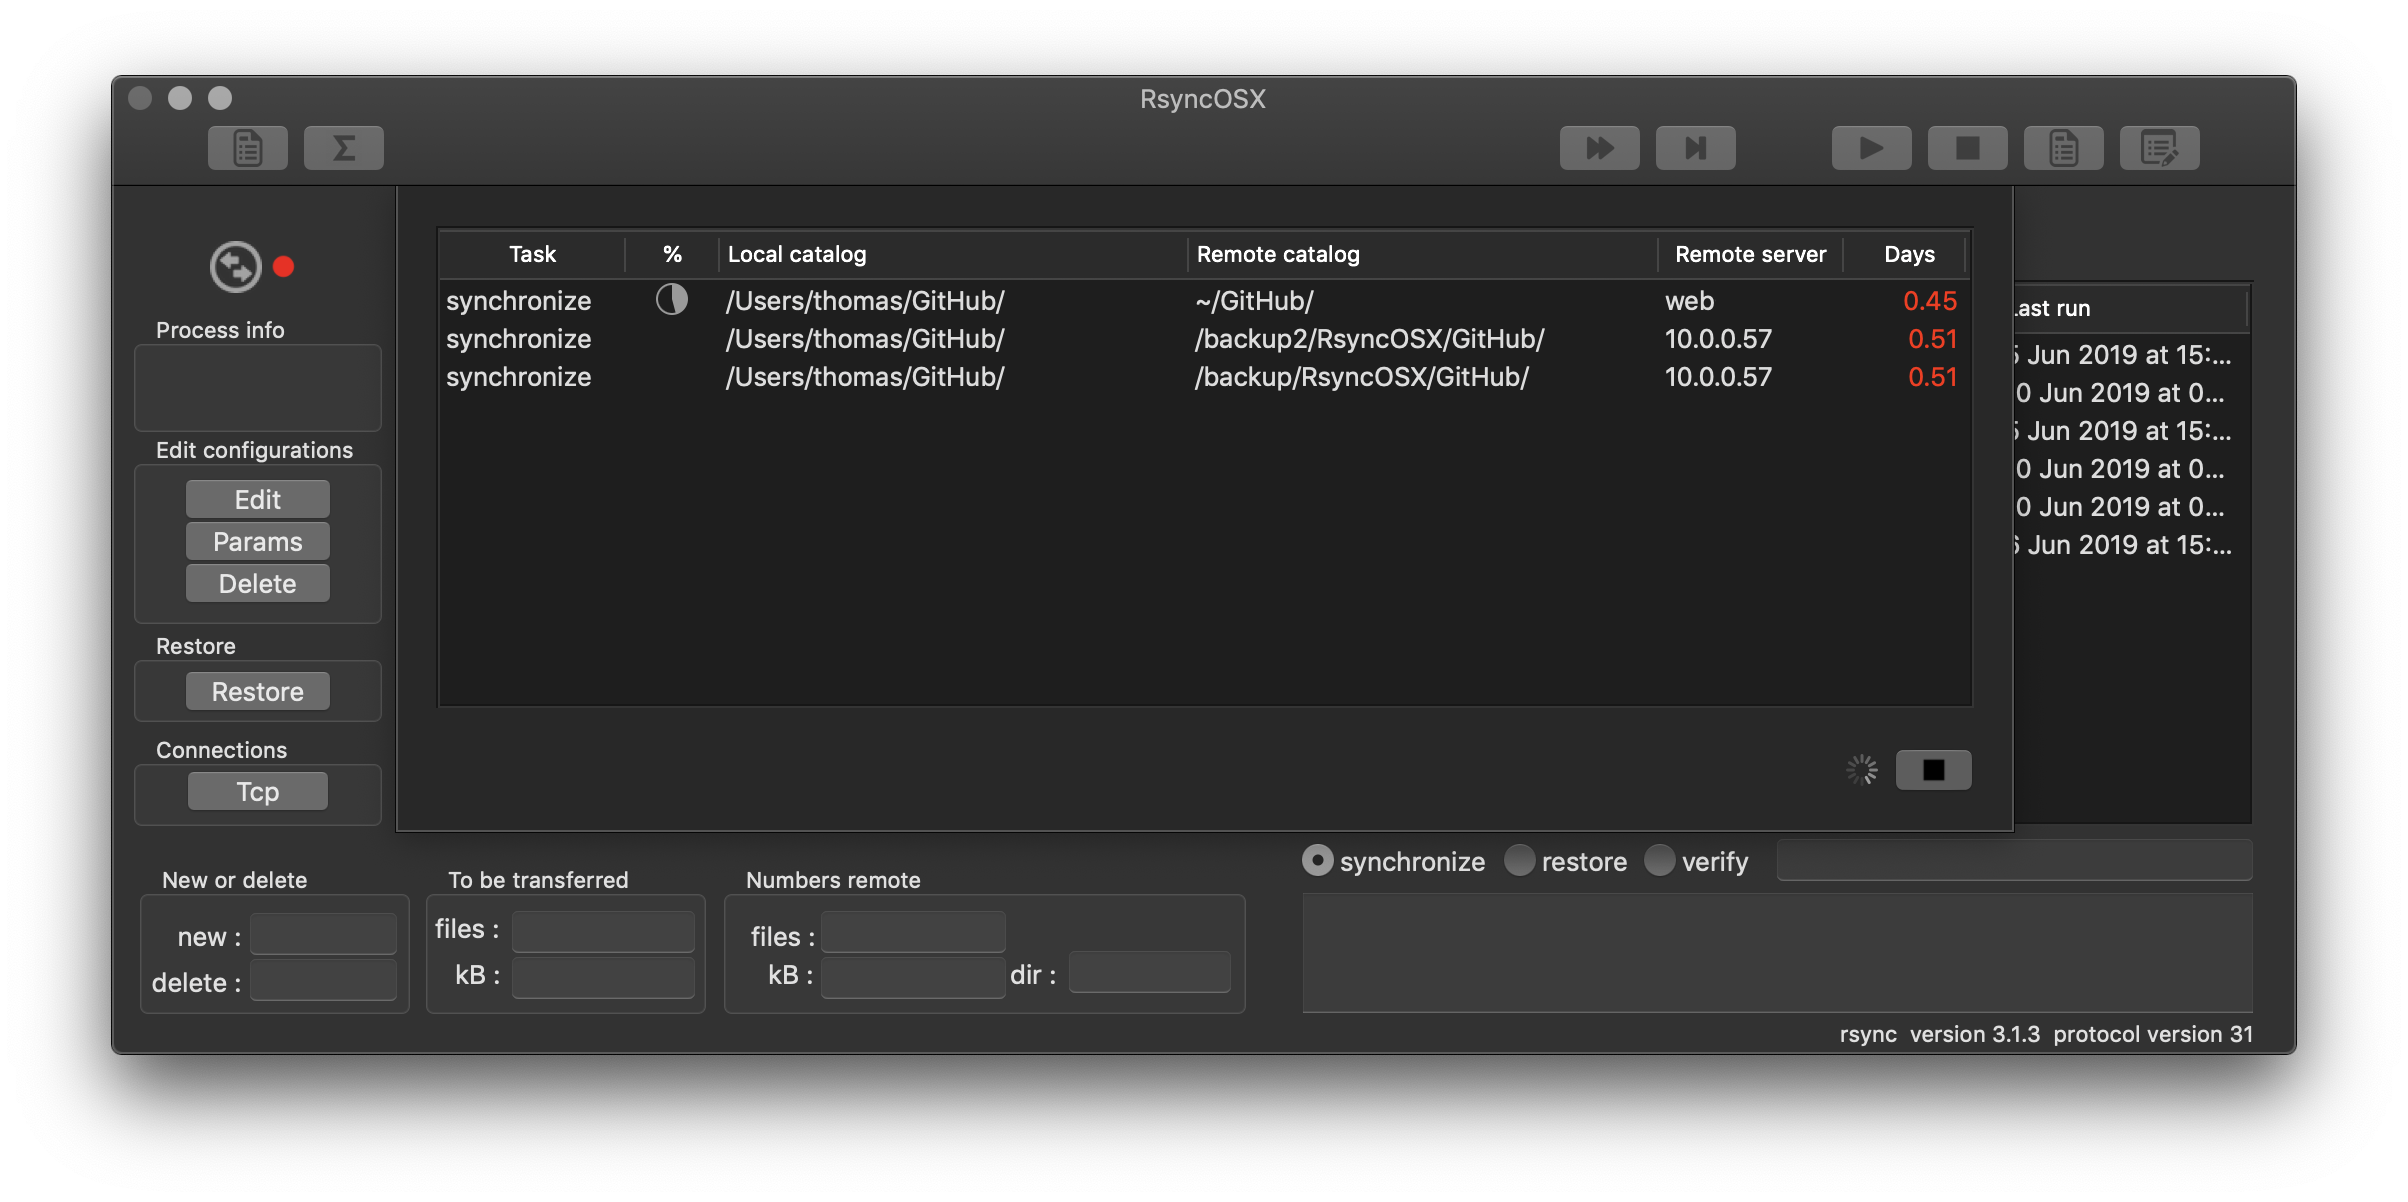 RsyncOSX
Process info
Edit configurations
Edit
Params
Delete
Restore
Restore
Connections
Tcp
Task % Local catalog Remote catalog Remote server Days
synchronize /Users/thomas/GitHub/ ~/GitHub/ web 0.45
synchronize /Users/thomas/GitHub/ /backup2/RsyncOSX/GitHub/ 10.0.0.57 0.51
synchronize /Users/thomas/GitHub/ /backup/RsyncOSX/GitHub/ 10.0.0.57 0.51
Last run
Jun 2019 at 15:...
0 Jun 2019 at 0...
Jun 2019 at 15:...
0 Jun 2019 at 0...
0 Jun 2019 at 0...
Jun 2019 at 15:...
synchronize restore verify
New or delete
new :
delete :
To be transferred
files :
kB :
Numbers remote
files :
kB : dir :
rsync version 3.1.3 protocol version 31